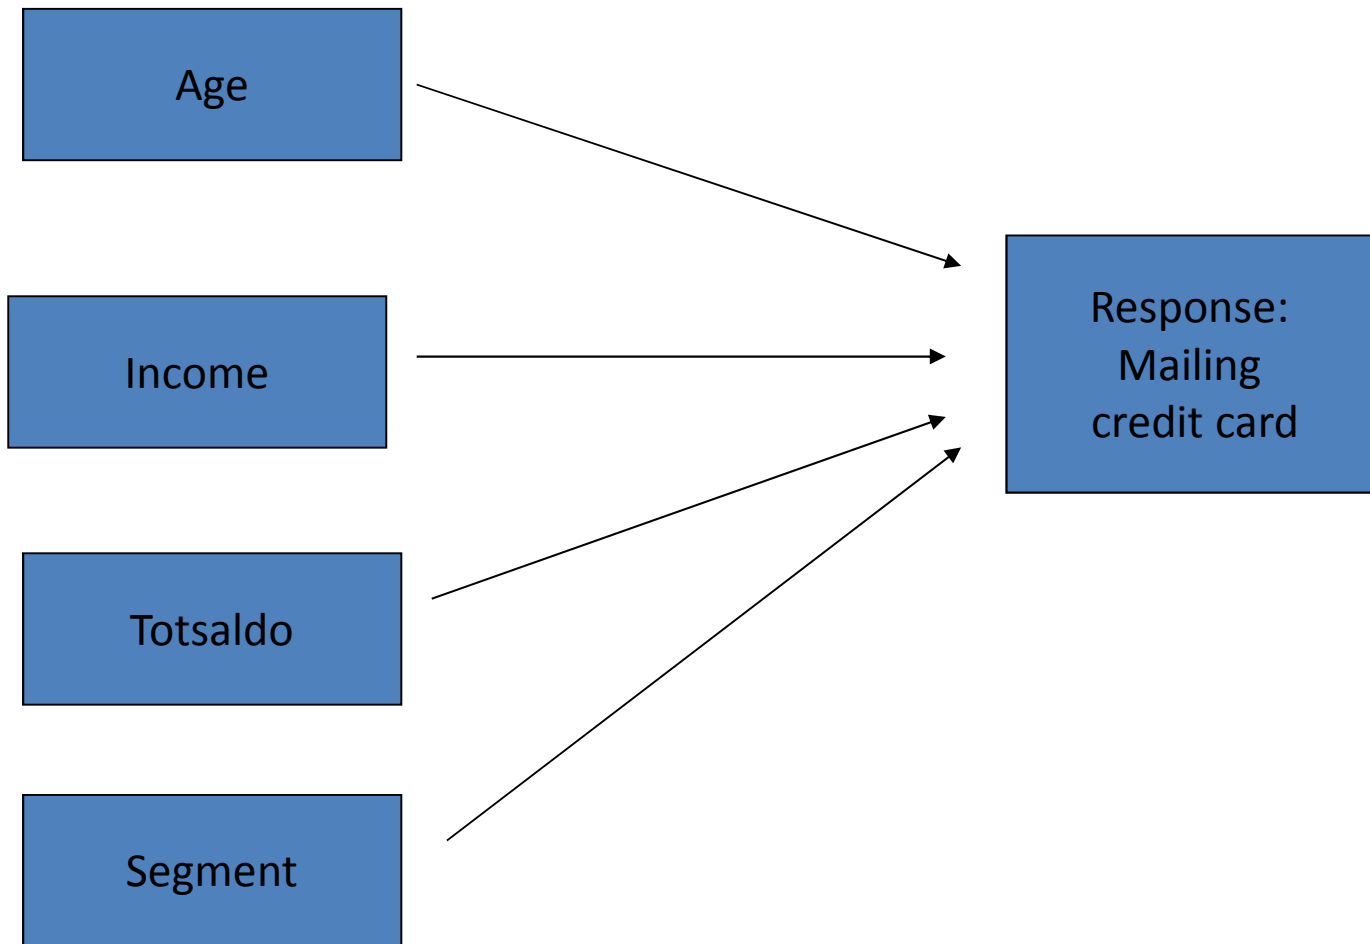 Age
Income
Totsaldo
Segment
Response:
Mailing
credit card